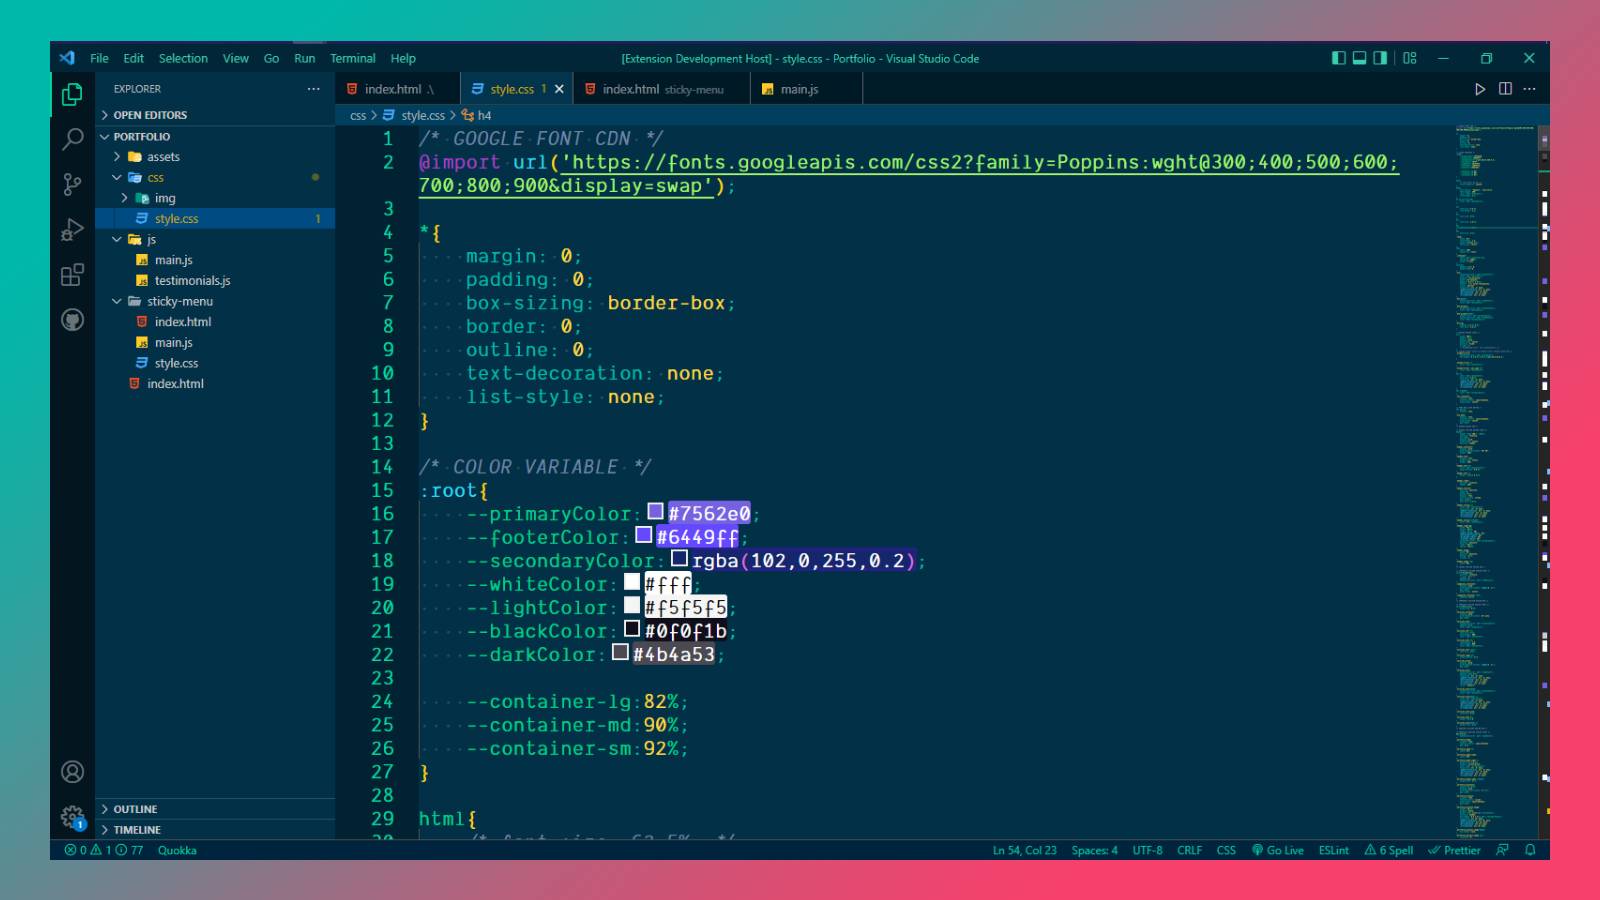 File Edit Selection View Go Run Terminal Help [Extension Development Host] - style.css - Portfolio - Visual Studio Code
EXPLORER ···
OPEN EDITORS
PORTFOLIO
assets
css
img
style.css 1
js
main.js
testimonials.js
sticky-menu
index.html
main.js
style.css
index.html
OUTLINE
TIMELINE
index.html .\ style.css 1 index.html sticky-menu main.js
css > style.css > h4
1 /* GOOGLE FONT CDN */
2 @import url('https://fonts.googleapis.com/css2?family=Poppins:wght@300;400;500;600;
700;800;900&display=swap');
3
4 *{
5 margin: 0;
6 padding: 0;
7 box-sizing: border-box;
8 border: 0;
9 outline: 0;
10 text-decoration: none;
11 list-style: none;
12 }
13
14 /* COLOR VARIABLE */
15 :root{
16 --primaryColor: #7562e0;
17 --footerColor: #6449ff;
18 --secondaryColor: rgba(102,0,255,0.2);
19 --whiteColor: #fff;
20 --lightColor: #f5f5f5;
21 --blackColor: #0f0f1b;
22 --darkColor: #4b4a53;
23
24 --container-lg:82%;
25 --container-md:90%;
26 --container-sm:92%;
27 }
28
29 html{
1
0 1 77 Quokka Ln 54, Col 23 Spaces: 4 UTF-8 CRLF CSS Go Live ESLint 6 Spell Prettier